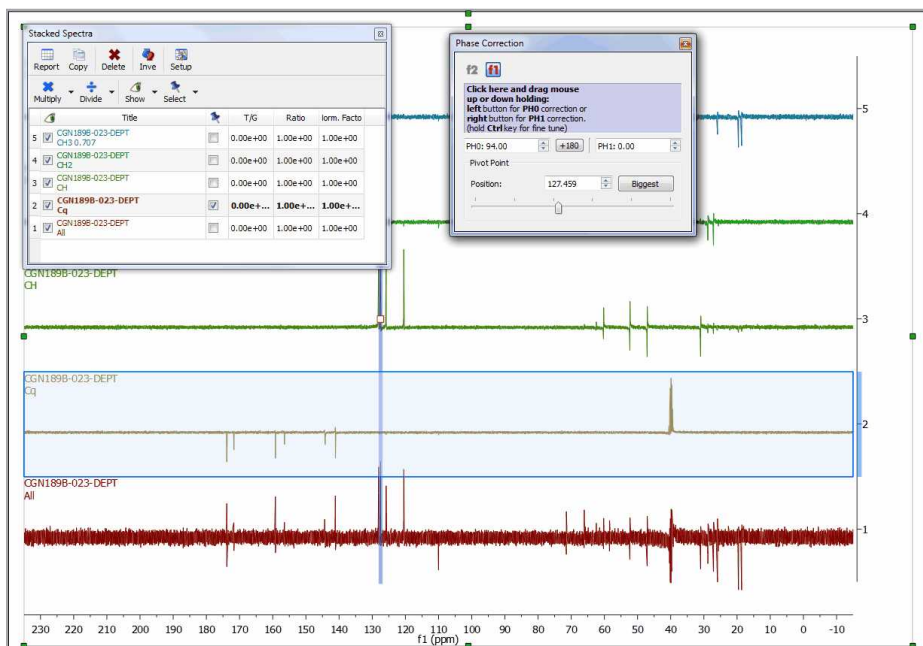 Stacked Spectra
Report Copy Delete Inve Setup
Multiply Divide Show Select
Title T/G Ratio lorm. Facto
5 CGN189B-023-DEPT 0.00e+00 1.00e+00 1.00e+00
CH3 0.707
4 CGN189B-023-DEPT 0.00e+00 1.00e+00 1.00e+00
CH2
3 CGN189B-023-DEPT 0.00e+00 1.00e+00 1.00e+00
CH
2 CGN189B-023-DEPT 0.00e+... 1.00e+... 1.00e+...
Cq
1 CGN189B-023-DEPT 0.00e+00 1.00e+00 1.00e+00
All
Phase Correction
f2 f1
Click here and drag mouse
up or down holding:
left button for PH0 correction or
right button for PH1 correction.
(hold Ctrl key for fine tune)
PH0: 94.00 +180 PH1: 0.00
Pivot Point
Position: 127.459 Biggest
5
4
CGN189B-023-DEPT
CH
3
CGN189B-023-DEPT
Cq
2
CGN189B-023-DEPT
All
1
230 220 210 200 190 180 170 160 150 140 130 120 110 100 90 80 70 60 50 40 30 20 10 0 -10
f1 (ppm)